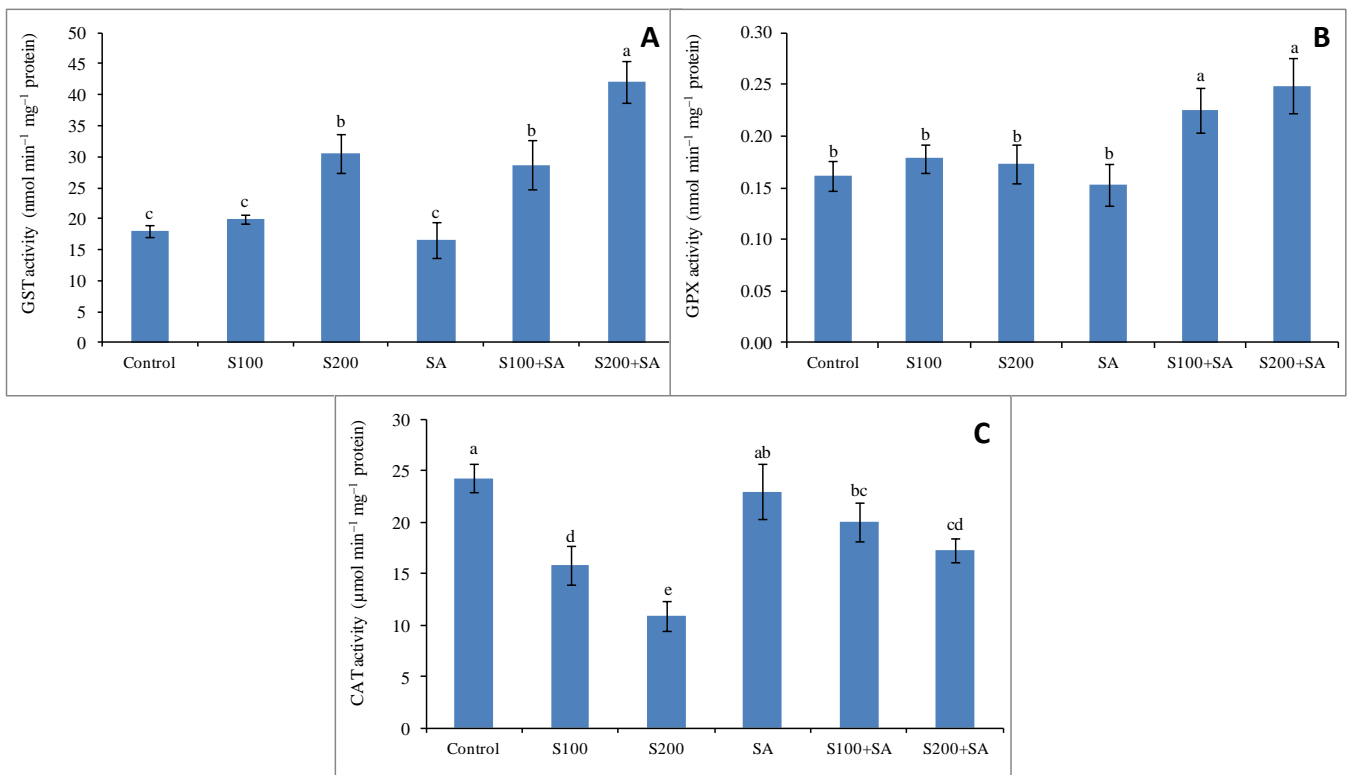 A
GST activity (nmol min⁻¹ mg⁻¹ protein)
50
45
40
35
30
25
20
15
10
5
0
c
c
b
c
b
a
Control S100 S200 SA S100+SA S200+SA
B
GPX activity (nmol min⁻¹ mg⁻¹ protein)
0.30
0.25
0.20
0.15
0.10
0.05
0.00
b
b
b
b
a
a
Control S100 S200 SA S100+SA S200+SA
C
CAT activity (µmol min⁻¹ mg⁻¹ protein)
30
25
20
15
10
5
0
a
d
e
ab
bc
cd
Control S100 S200 SA S100+SA S200+SA